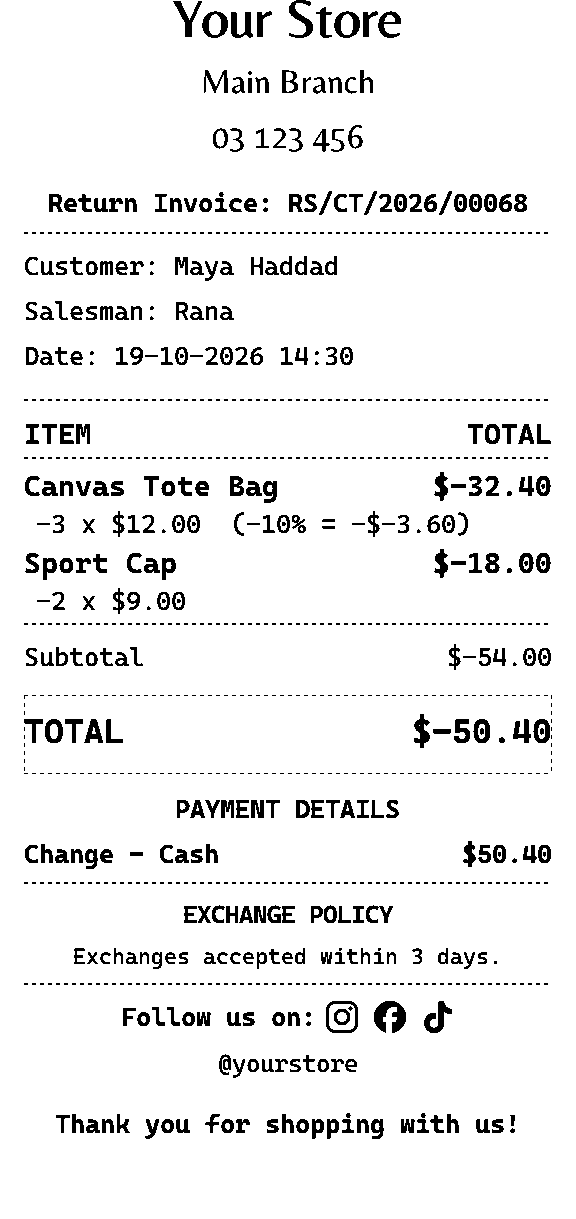 Your Store
Main Branch
03 123 456
Return Invoice: RS/CT/2026/00068
Customer: Maya Haddad
Salesman: Rana
Date: 19-10-2026 14:30
ITEM TOTAL
Canvas Tote Bag $-32.40
-3 x $12.00 (-10% = -$-3.60)
Sport Cap $-18.00
-2 x $9.00
Subtotal $-54.00
TOTAL $-50.40
PAYMENT DETAILS
Change - Cash $50.40
EXCHANGE POLICY
Exchanges accepted within 3 days.
Follow us on:
@yourstore
Thank you for shopping with us!